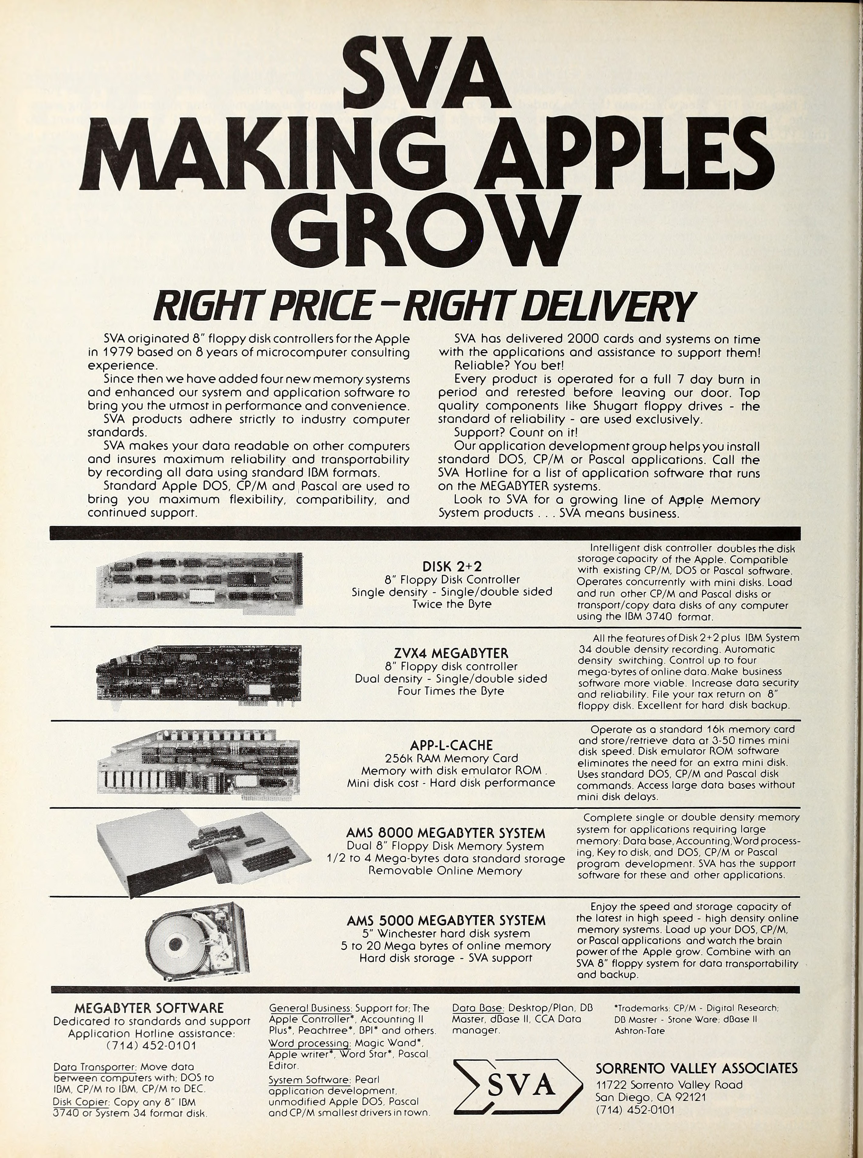 SVA
MAKING APPLES
GROW
RIGHT PRICE – RIGHT DELIVERY
SVA originated 8" floppy disk controllers for the Apple
in 1979 based on 8 years of microcomputer consulting
experience.
Since then we have added four new memory systems
and enhanced our system and application software to
bring you the utmost in performance and convenience.
SVA products adhere strictly to industry computer
standards.
SVA makes your data readable on other computers
and insures maximum reliability and transportability
by recording all data using standard IBM formats.
Standard Apple DOS, CP/M and Pascal are used to
bring you maximum flexibility, compatibility, and
continued support.
SVA has delivered 2000 cards and systems on time
with the applications and assistance to support them!
Reliable? You bet!
Every product is operated for a full 7 day burn in
period and retested before leaving our door. Top
quality components like Shugart floppy drives - the
standard of reliability - are used exclusively.
Support? Count on it!
Our application development group helps you install
standard DOS, CP/M or Pascal applications. Call the
SVA Hotline for a list of application software that runs
on the MEGABYTER systems.
Look to SVA for a growing line of Apple Memory
System products . . . SVA means business.
DISK 2+2
8" Floppy Disk Controller
Single density - Single/double sided
Twice the Byte
Intelligent disk controller doubles the disk
storage capacity of the Apple. Compatible
with existing CP/M, DOS or Pascal software.
Operates concurrently with mini disks. Load
and run other CP/M and Pascal disks or
transport/copy data disks of any computer
using the IBM 3740 format.
ZVX4 MEGABYTER
8" Floppy disk controller
Dual density - Single/double sided
Four Times the Byte
All the features of Disk 2+2 plus IBM System
34 double density recording. Automatic
density switching. Control up to four
mega-bytes of online data. Make business
software more viable. Increase data security
and reliability. File your tax return on 8"
floppy disk. Excellent for hard disk backup.
APP-L-CACHE
256k RAM Memory Card
Memory with disk emulator ROM
Mini disk cost - Hard disk performance
Operate as a standard 16k memory card
and store/retrieve data at 3-50 times mini
disk speed. Disk emulator ROM software
eliminates the need for an extra mini disk.
Uses standard DOS, CP/M and Pascal disk
commands. Access large data bases without
mini disk delays.
AMS 8000 MEGABYTER SYSTEM
Dual 8" Floppy Disk Memory System
1/2 to 4 Mega-bytes data standard storage
Removable Online Memory
Complete single or double density memory
system for applications requiring large
memory: Data base, Accounting, Word process-
ing, Key to disk, and DOS, CP/M or Pascal
program development. SVA has the support
software for these and other applications.
AMS 5000 MEGABYTER SYSTEM
5" Winchester hard disk system
5 to 20 Mega bytes of online memory
Hard disk storage - SVA support
Enjoy the speed and storage capacity of
the latest in high speed - high density online
memory systems. Load up your DOS, CP/M,
or Pascal applications and watch the brain
power of the Apple grow. Combine with an
SVA 8" floppy system for data transportability
and backup.
MEGABYTER SOFTWARE
Dedicated to standards and support
Application Hotline assistance:
(714) 452-0101
Data Transporter: Move data
between computers with; DOS to
IBM, CP/M to IBM, CP/M to DEC.
Disk Copier: Copy any 8" IBM
3740 or System 34 format disk.
General Business: Support for; The
Apple Controller*, Accounting II
Plus*, Peachtree*, BPI* and others.
Word processing: Magic Wand*,
Apple writer*, Word Star*, Pascal
Editor.
System Software: Pearl
application development,
unmodified Apple DOS, Pascal
and CP/M smallest drivers in town.
Data Base: Desktop/Plan, DB
Master, dBase II, CCA Data
manager.
*Trademarks: CP/M - Digital Research;
DB Master - Stone Ware; dBase II
Ashton-Tate
SVA
SORRENTO VALLEY ASSOCIATES
11722 Sorrento Valley Road
San Diego, CA 92121
(714) 452-0101